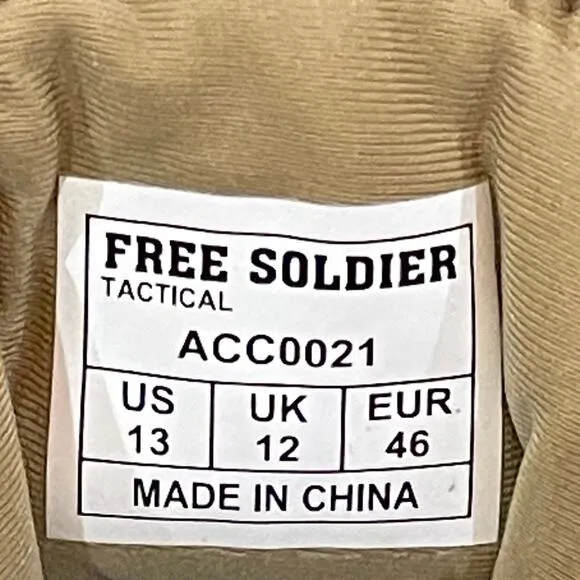 FREE SOLDIER
TACTICAL
ACC0021
US UK EUR
13 12 46
MADE IN CHINA